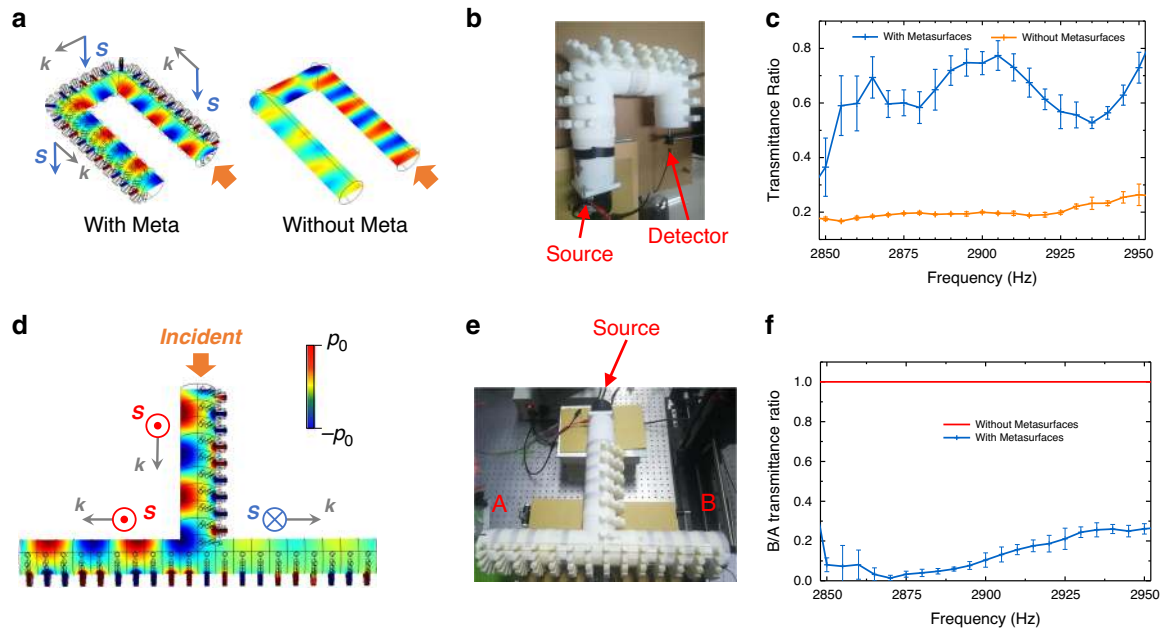 a
k
S
k
S
S
k
With Meta
Without Meta
b
Source
Detector
c
With Metasurfaces
Without Metasurfaces
Transmittance Ratio
0.8
0.6
0.4
0.2
2850 2875 2900 2925 2950
Frequency (Hz)
d
Incident
p0
−p0
S
k
k
S
S
k
e
Source
A
B
f
B/A transmittance ratio
1.0
0.8
0.6
0.4
0.2
0.0
Without Metasurfaces
With Metasurfaces
2850 2875 2900 2925 2950
Frequency (Hz)